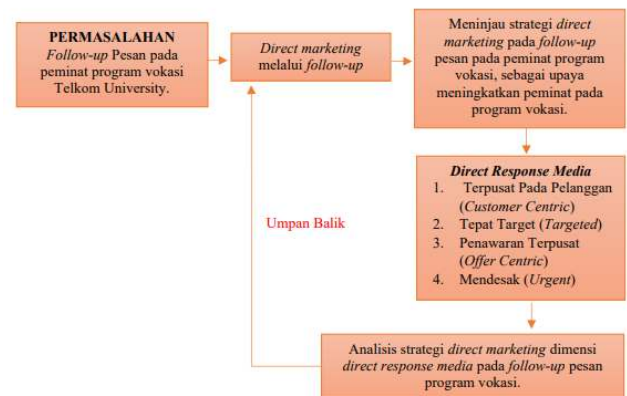 PERMASALAHAN
Follow-up Pesan pada
peminat program vokasi
Telkom University.
Direct marketing
melalui follow-up
Meninjau strategi direct
marketing pada follow-up
pesan pada peminat program
vokasi, sebagai upaya
meningkatkan peminat pada
program vokasi.
Direct Response Media
1. Terpusat Pada Pelanggan
(Customer Centric)
2. Tepat Target (Targeted)
3. Penawaran Terpusat
(Offer Centric)
4. Mendesak (Urgent)
Umpan Balik
Analisis strategi direct marketing dimensi
direct response media pada follow-up pesan
program vokasi.